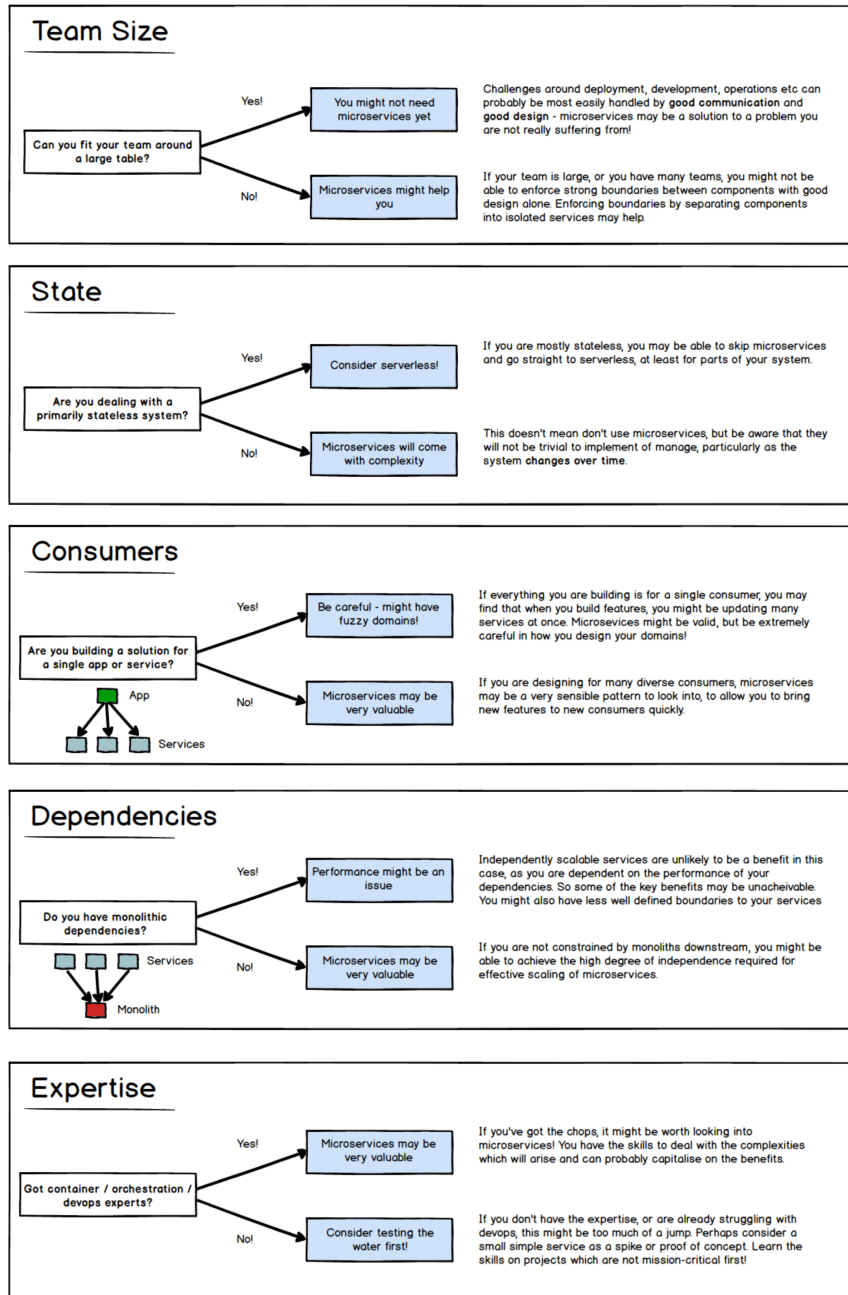 Team Size
Yes!
You might not need
microservices yet
Challenges around deployment, development, operations etc can
probably be most easily handled by good communication and
good design - microservices may be a solution to a problem you
are not really suffering from!
Can you fit your team around
a large table?
No!
Microservices might help
you
If your team is large, or you have many teams, you might not be
able to enforce strong boundaries between components with good
design alone. Enforcing boundaries by separating components
into isolated services may help.
State
Yes!
Consider serverless!
If you are mostly stateless, you may be able to skip microservices
and go straight to serverless, at least for parts of your system.
Are you dealing with a
primarily stateless system?
No!
Microservices will come
with complexity
This doesn't mean don't use microservices, but be aware that they
will not be trivial to implement of manage, particularly as the
system changes over time.
Consumers
Yes!
Be careful - might have
fuzzy domains!
If everything you are building is for a single consumer, you may
find that when you build features, you might be updating many
services at once. Microsevices might be valid, but be extremely
careful in how you design your domains!
Are you building a solution for
a single app or service?
App
Services
No!
Microservices may be
very valuable
If you are designing for many diverse consumers, microservices
may be a very sensible pattern to look into, to allow you to bring
new features to new consumers quickly.
Dependencies
Yes!
Performance might be an
issue
Independently scalable services are unlikely to be a benefit in this
case, as you are dependent on the performance of your
dependencies. So some of the key benefits may be unacheivable.
You might also have less well defined boundaries to your services
Do you have monolithic
dependencies?
Services
Monolith
No!
Microservices may be
very valuable
If you are not constrained by monoliths downstream, you might be
able to achieve the high degree of independence required for
effective scaling of microservices.
Expertise
Yes!
Microservices may be
very valuable
If you've got the chops, it might be worth looking into
microservices! You have the skills to deal with the complexities
which will arise and can probably capitalise on the benefits.
Got container / orchestration /
devops experts?
No!
Consider testing the
water first!
If you don't have the expertise, or are already struggling with
devops, this might be too much of a jump. Perhaps consider a
small simple service as a spike or proof of concept. Learn the
skills on projects which are not mission-critical first!